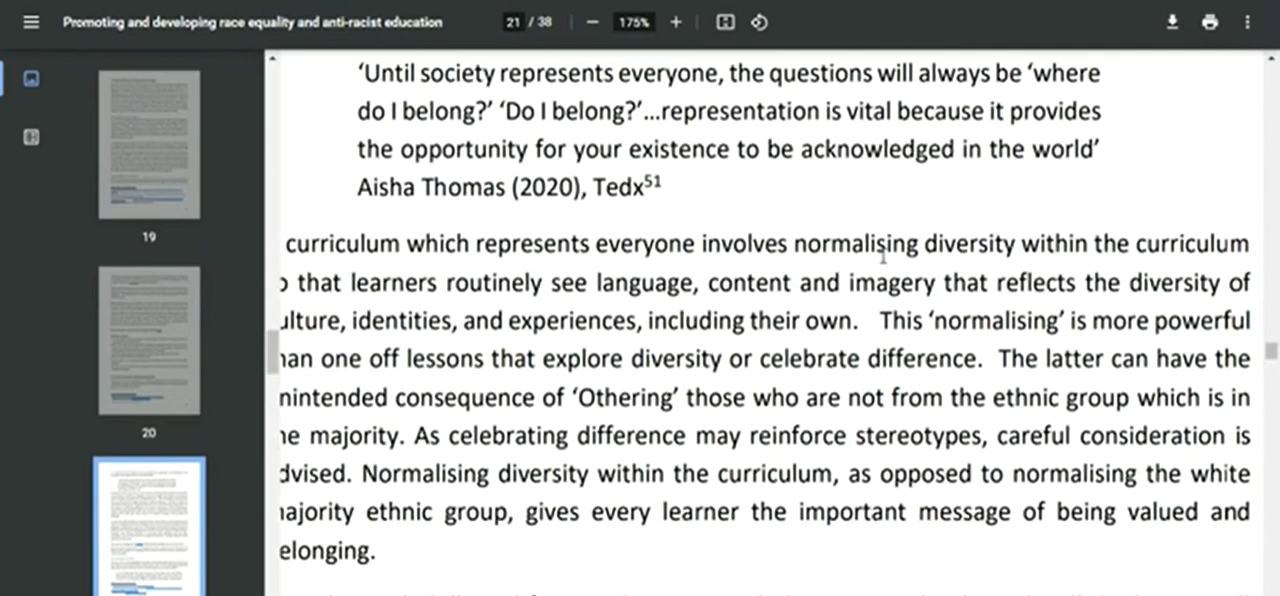 Promoting and developing race equality and anti-racist education
21 / 38
175%
19
20
'Until society represents everyone, the questions will always be 'where
do I belong?' 'Do I belong?'...representation is vital because it provides
the opportunity for your existence to be acknowledged in the world'
Aisha Thomas (2020), Tedx51
curriculum which represents everyone involves normalising diversity within the curriculum
that learners routinely see language, content and imagery that reflects the diversity of
ulture, identities, and experiences, including their own. This 'normalising' is more powerful
han one off lessons that explore diversity or celebrate difference. The latter can have the
nintended consequence of 'Othering' those who are not from the ethnic group which is in
he majority. As celebrating difference may reinforce stereotypes, careful consideration is
dvised. Normalising diversity within the curriculum, as opposed to normalising the white
ajority ethnic group, gives every learner the important message of being valued and
elonging.